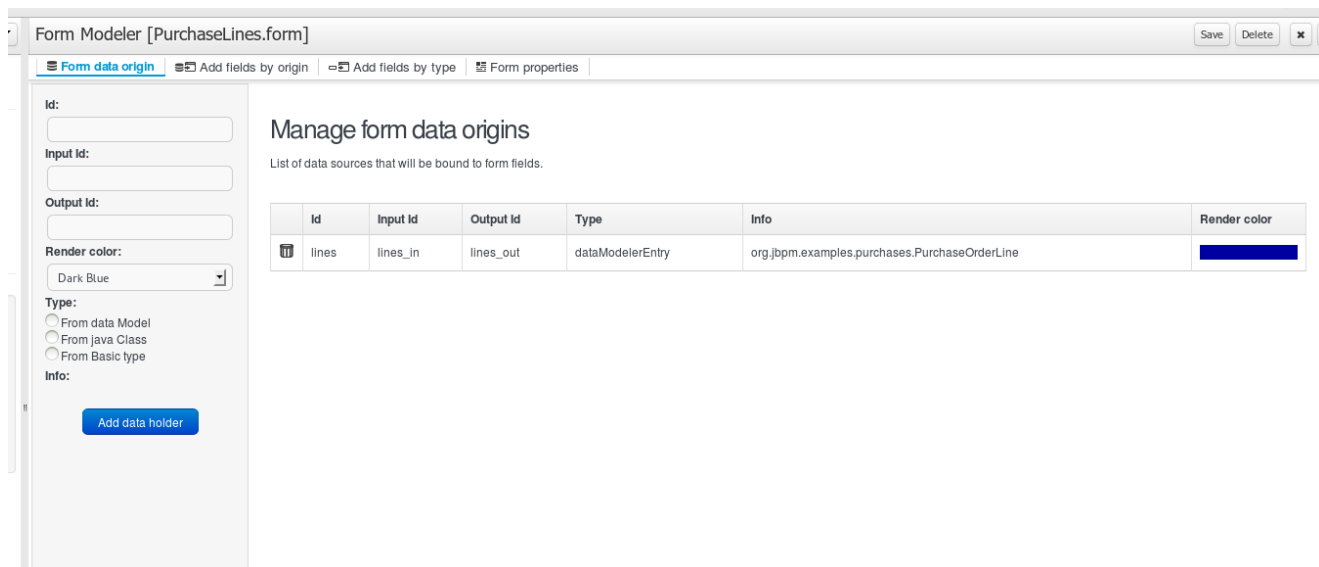 Form Modeler [PurchaseLines.form]
Save Delete
Form data origin Add fields by origin Add fields by type Form properties
Id:
Input Id:
Output Id:
Render color:
Dark Blue
Type:
From data Model
From java Class
From Basic type
Info:
Add data holder
Manage form data origins
List of data sources that will be bound to form fields.
Id Input Id Output Id Type Info Render color
lines lines_in lines_out dataModelerEntry org.jbpm.examples.purchases.PurchaseOrderLine